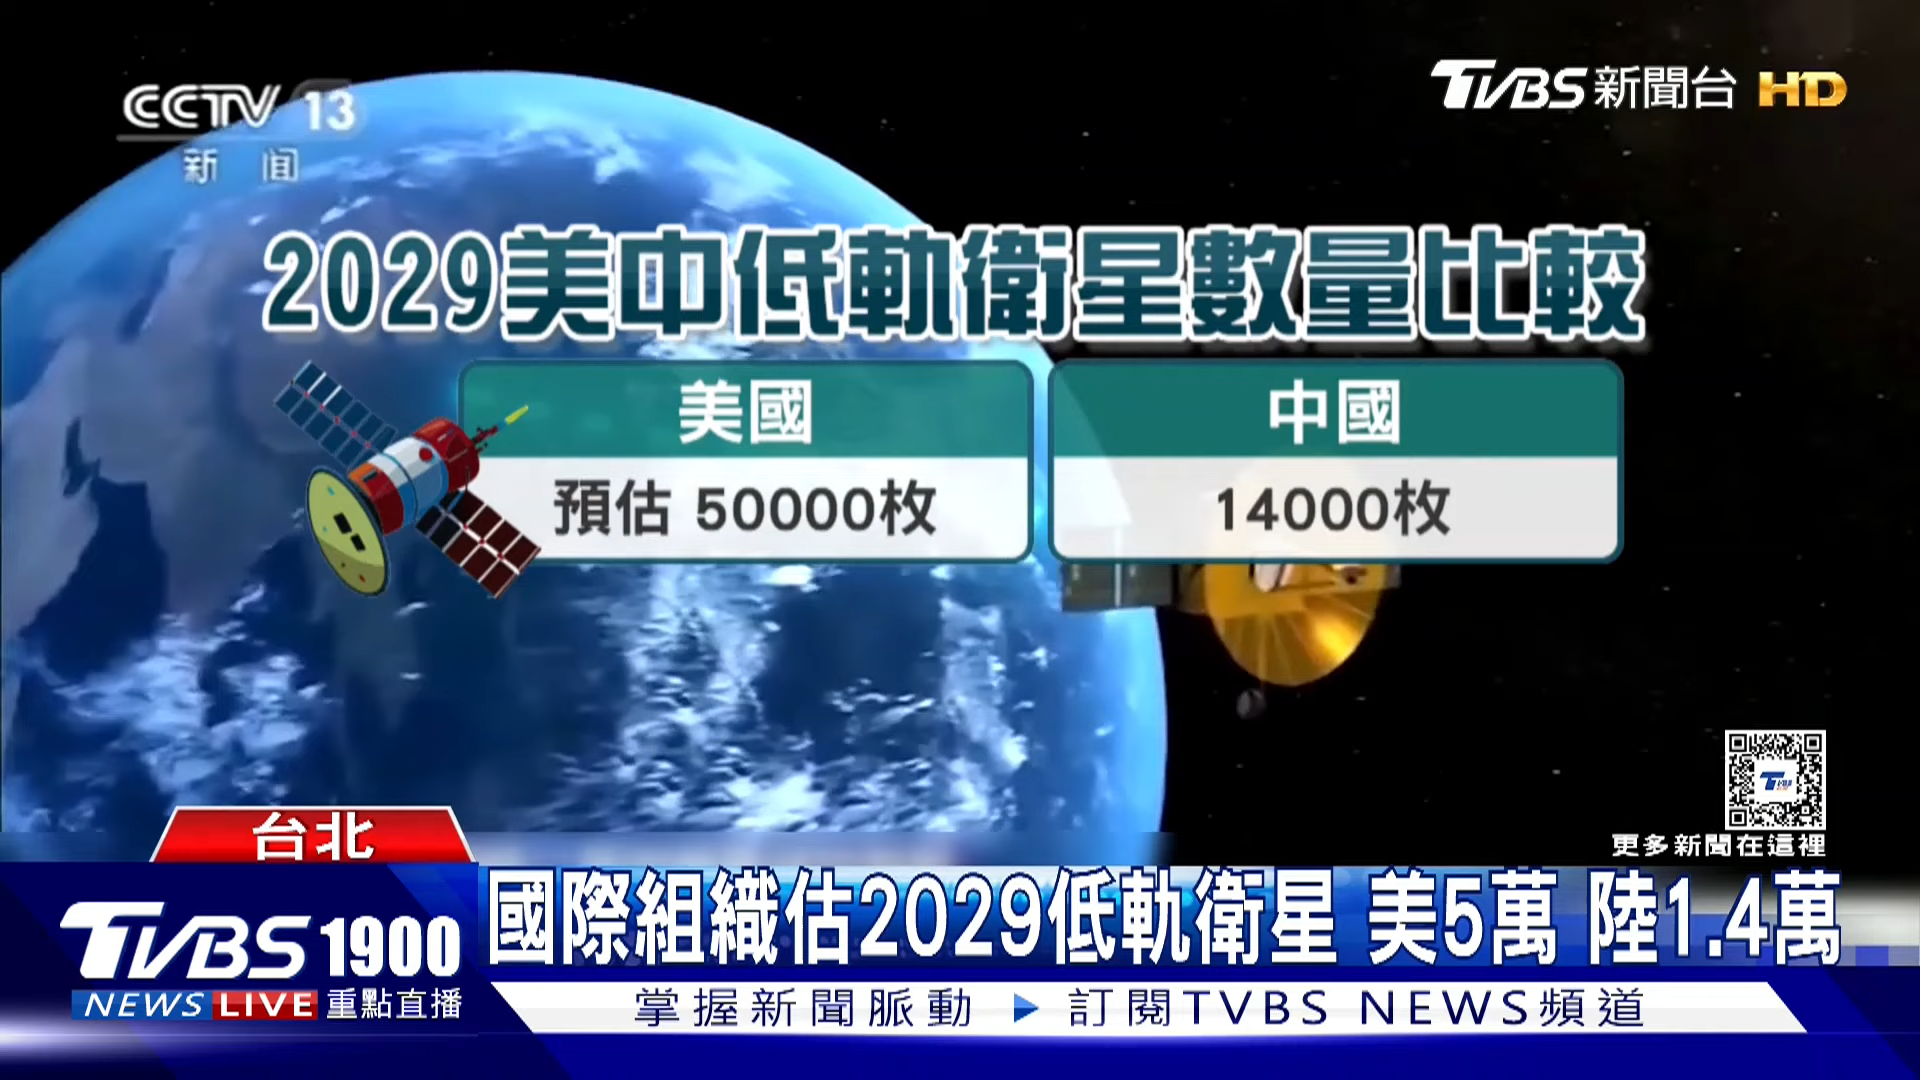 CCTV 13
新闻
TVBS新聞台 HD
2029美中低軌衛星數量比較
美國
中國
預估 50000枚
14000枚
更多新聞在這裡
台北
國際組織估2029低軌衛星 美5萬 陸1.4萬
TVBS 1900
NEWS LIVE 重點直播
掌握新聞脈動 ▶ 訂閱TVBS NEWS頻道